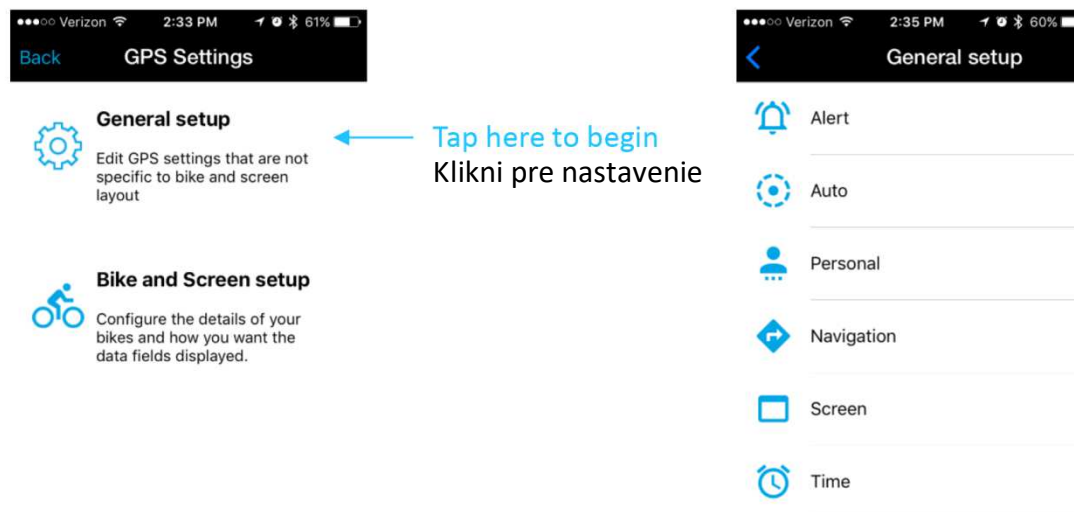 ●●●○○ Verizon 2:33 PM 61%
Back GPS Settings
General setup
Edit GPS settings that are not
specific to bike and screen
layout
Bike and Screen setup
Configure the details of your
bikes and how you want the
data fields displayed.
Tap here to begin
Klikni pre nastavenie
●●●○○ Verizon 2:35 PM 60%
General setup
Alert
Auto
Personal
Navigation
Screen
Time